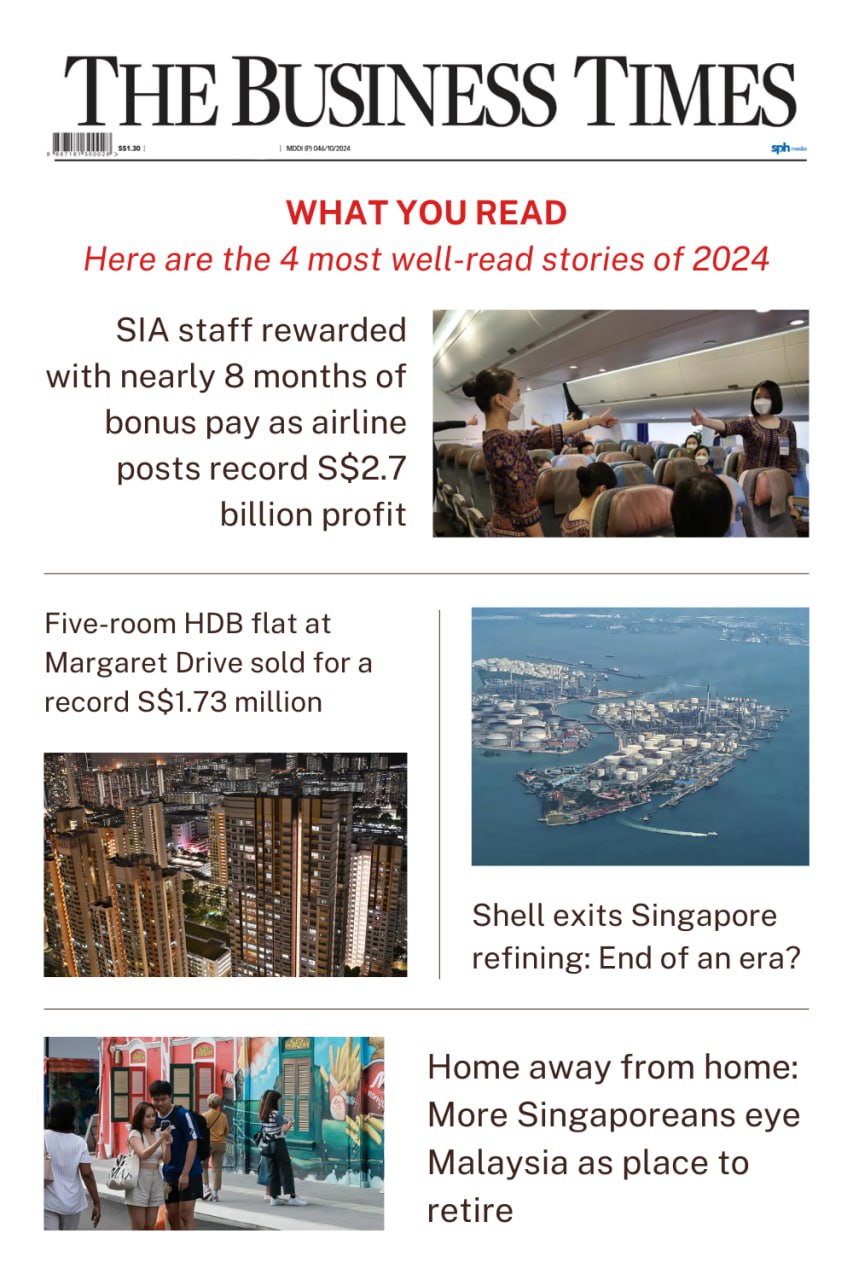 THE BUSINESS TIMES
S$1.30 |
| MDDI (P) 046/10/2024
sph media
WHAT YOU READ
Here are the 4 most well-read stories of 2024
SIA staff rewarded
with nearly 8 months of
bonus pay as airline
posts record S$2.7
billion profit
Five-room HDB flat at
Margaret Drive sold for a
record S$1.73 million
Shell exits Singapore
refining: End of an era?
Home away from home:
More Singaporeans eye
Malaysia as place to
retire